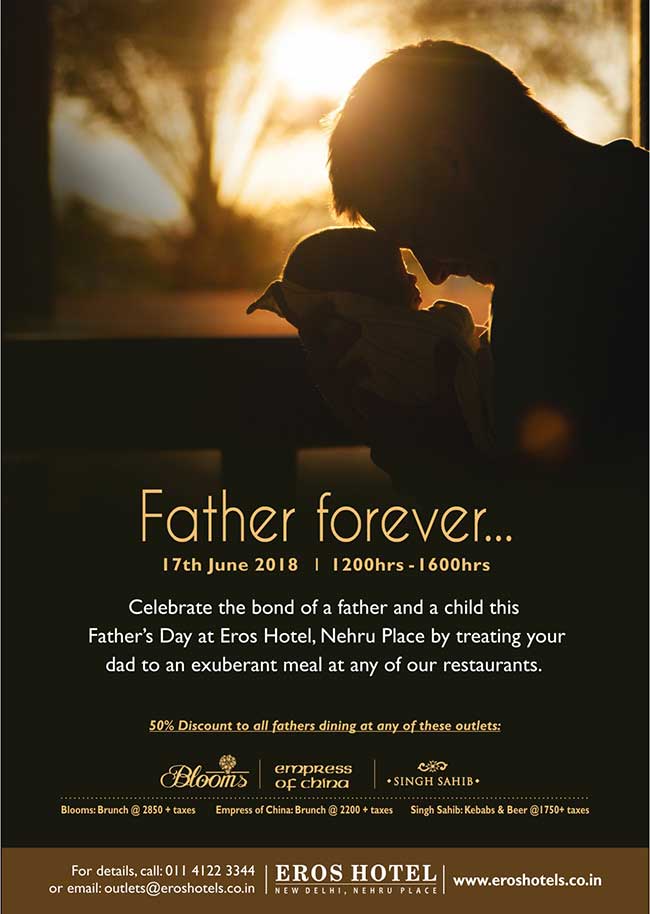 Father forever...
17th June 2018 | 1200hrs - 1600hrs
Celebrate the bond of a father and a child this
Father's Day at Eros Hotel, Nehru Place by treating your
dad to an exuberant meal at any of our restaurants.
50% Discount to all fathers dining at any of these outlets:
Blooms
empress of china
• SINGH SAHIB •
Blooms: Brunch @ 2850 + taxes Empress of China: Brunch @ 2200 + taxes Singh Sahib: Kebabs & Beer @1750+ taxes
For details, call: 011 4122 3344
or email: outlets@eroshotels.co.in
EROS HOTEL
NEW DELHI, NEHRU PLACE
www.eroshotels.co.in